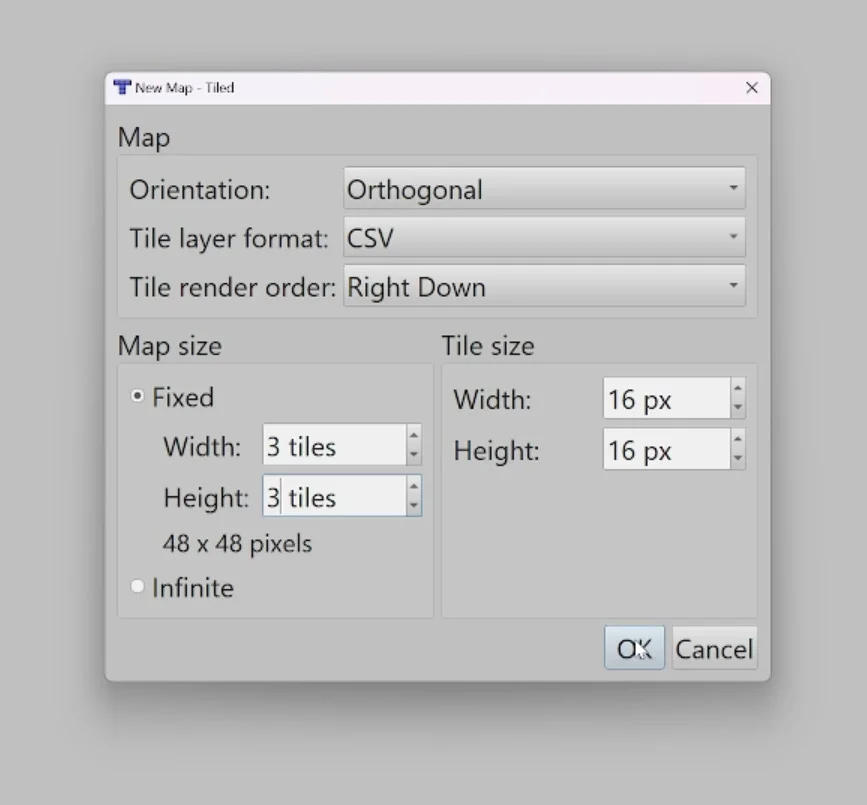 New Map - Tiled
Map
Orientation: Orthogonal
Tile layer format: CSV
Tile render order: Right Down
Map size
Fixed
Width: 3 tiles
Height: 3 tiles
48 x 48 pixels
Infinite
Tile size
Width: 16 px
Height: 16 px
OK
Cancel